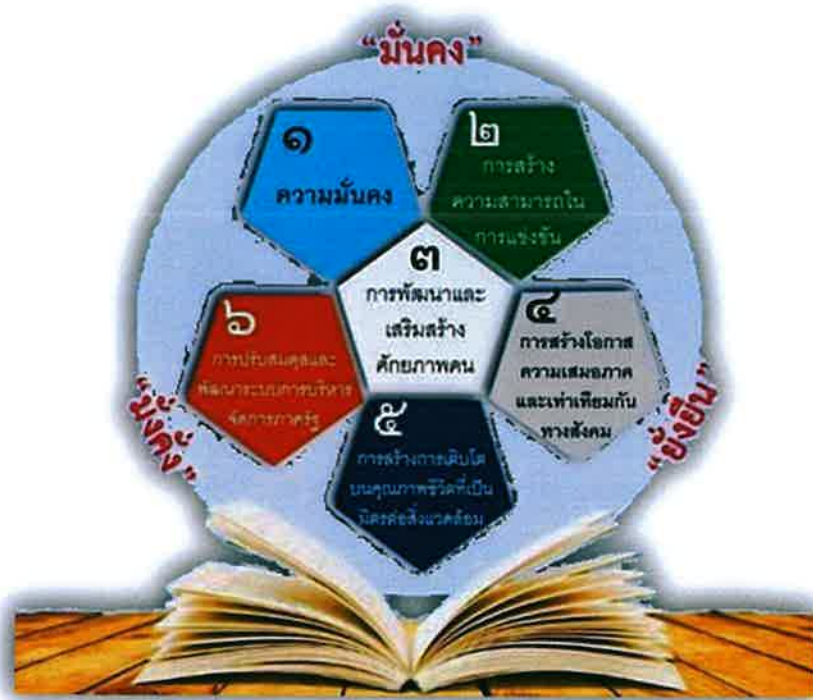 “มั่นคง”
๑
ความมั่นคง
๒
การสร้าง
ความสามารถใน
การแข่งขัน
๓
การพัฒนาและ
เสริมสร้าง
ศักยภาพคน
๔
การสร้างโอกาส
ความเสมอภาค
และเท่าเทียมกัน
ทางสังคม
๕
การสร้างการเติบโต
บนคุณภาพชีวิตที่เป็น
มิตรต่อสิ่งแวดล้อม
๖
การปรับสมดุลและ
พัฒนาระบบการบริหาร
จัดการภาครัฐ
“มั่งคั่ง”
“ยั่งยืน”